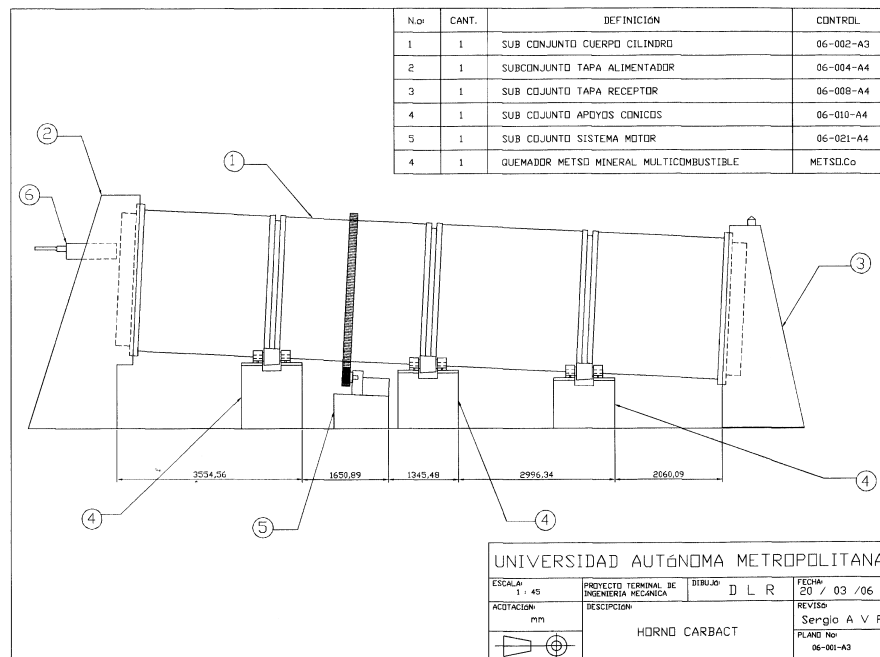 N.o: CANT. DEFINICIóN CONTROL
1 1 SUB CONJUNTO CUERPO CILINDRO 06-002-A3
2 1 SUBCONJUNTO TAPA ALIMENTADOR 06-004-A4
3 1 SUB COJUNTO TAPA RECEPTOR 06-008-A4
4 1 SUB COJUNTO APOYOS CONICOS 06-010-A4
5 1 SUB COJUNTO SISTEMA MOTOR 06-021-A4
4 1 QUEMADOR METSO MINERAL MULTICOMBUSTIBLE METSO.Co
2
1
6
3
3554,56 1650,89 1345,48 2996,34 2060,09
4
4
5
4
UNIVERSIDAD AUTóNOMA METROPOLITANA
ESCALA: 1 : 45
PROYECTO TERMINAL DE INGENIERIA MECáNICA
DIBUJO: D L R
FECHA: 20 / 03 /06
ACOTACIóN: mm
DESCIPCIóN:
HORNO CARBACT
REVISó:
Sergio A V
PLANO No:
06-001-A3